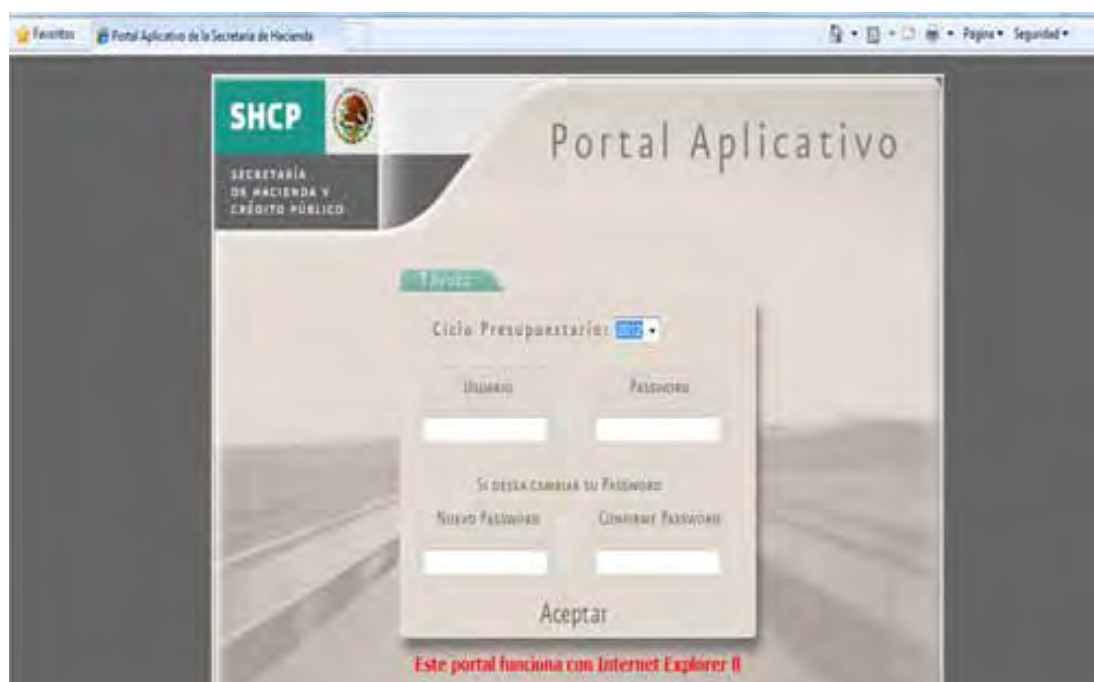 Favoritos Portal Aplicativo de la Secretaría de Hacienda Página Seguridad
SHCP
SECRETARÍA
DE HACIENDA Y
CRÉDITO PÚBLICO
Portal Aplicativo
Ciclo Presupuestario: 2012
USUARIO PASSWORD
SI DESEA CAMBIAR SU PASSWORD
NUEVO PASSWORD CONFIRME PASSWORD
Aceptar
Este portal funciona con Internet Explorer 8